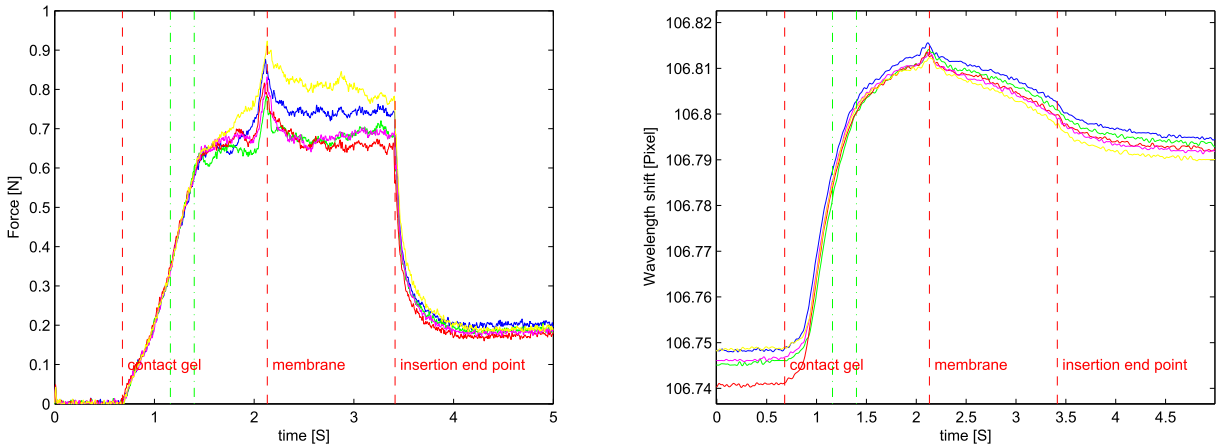 1
0.9
0.8
0.7
0.6
0.5
0.4
0.3
0.2
0.1
0
Force [N]
contact gel
membrane
insertion end point
0 1 2 3 4 5
time [S]
106.82
106.81
106.8
106.79
106.78
106.77
106.76
106.75
106.74
Wavelength shift [Pixel]
contact gel
membrane
insertion end point
0 0.5 1 1.5 2 2.5 3 3.5 4 4.5
time [S]